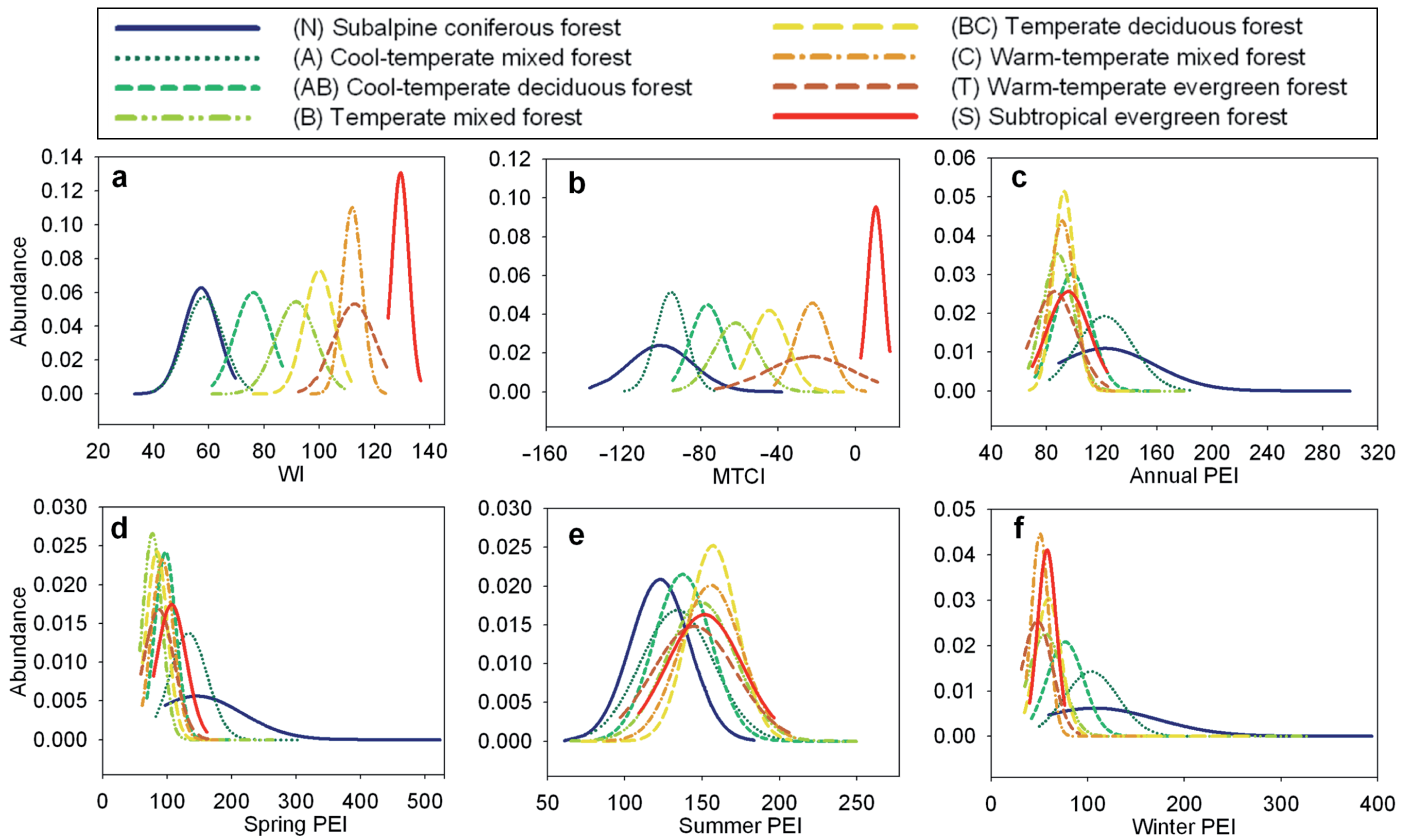 (N) Subalpine coniferous forest
(A) Cool-temperate mixed forest
(AB) Cool-temperate deciduous forest
(B) Temperate mixed forest
(BC) Temperate deciduous forest
(C) Warm-temperate mixed forest
(T) Warm-temperate evergreen forest
(S) Subtropical evergreen forest
a
Abundance
0.14
0.12
0.10
0.08
0.06
0.04
0.02
0.00
20 40 60 80 100 120 140
WI
b
0.12
0.10
0.08
0.06
0.04
0.02
0.00
−160 −120 −80 −40 0
MTCI
c
0.06
0.05
0.04
0.03
0.02
0.01
0.00
40 80 120 160 200 240 280 320
Annual PEI
d
Abundance
0.030
0.025
0.020
0.015
0.010
0.005
0.000
0 100 200 300 400 500
Spring PEI
e
0.030
0.025
0.020
0.015
0.010
0.005
0.000
50 100 150 200 250
Summer PEI
f
0.05
0.04
0.03
0.02
0.01
0.00
0 100 200 300 400
Winter PEI